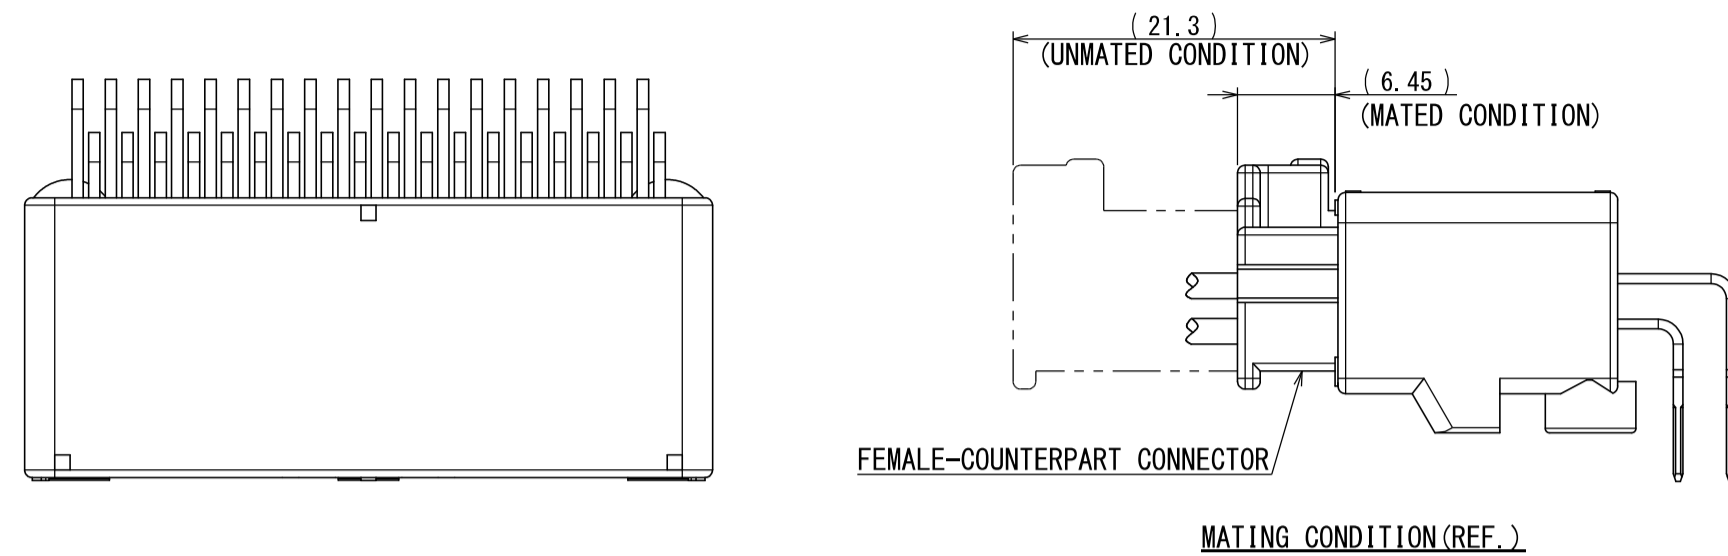 ( 21.3 )
(UNMATED CONDITION)
( 6.45 )
(MATED CONDITION)
FEMALE-COUNTERPART CONNECTOR
MATING CONDITION(REF.)